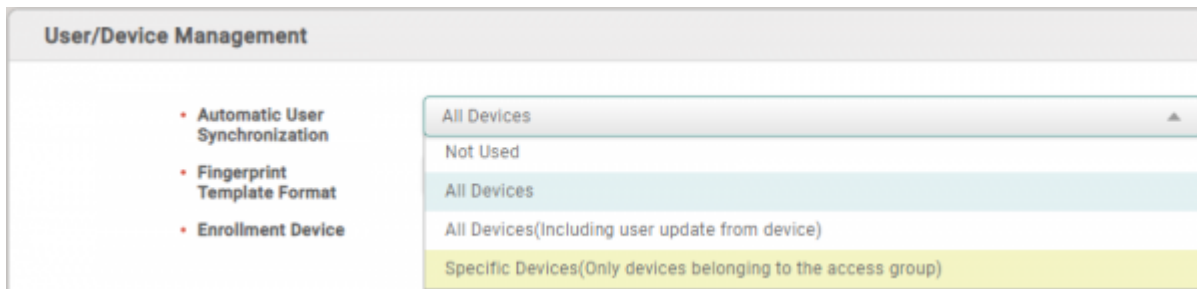 User/Device Management
• Automatic User
Synchronization
All Devices
Not Used
• Fingerprint
Template Format
All Devices
• Enrollment Device
All Devices(Including user update from device)
Specific Devices(Only devices belonging to the access group)